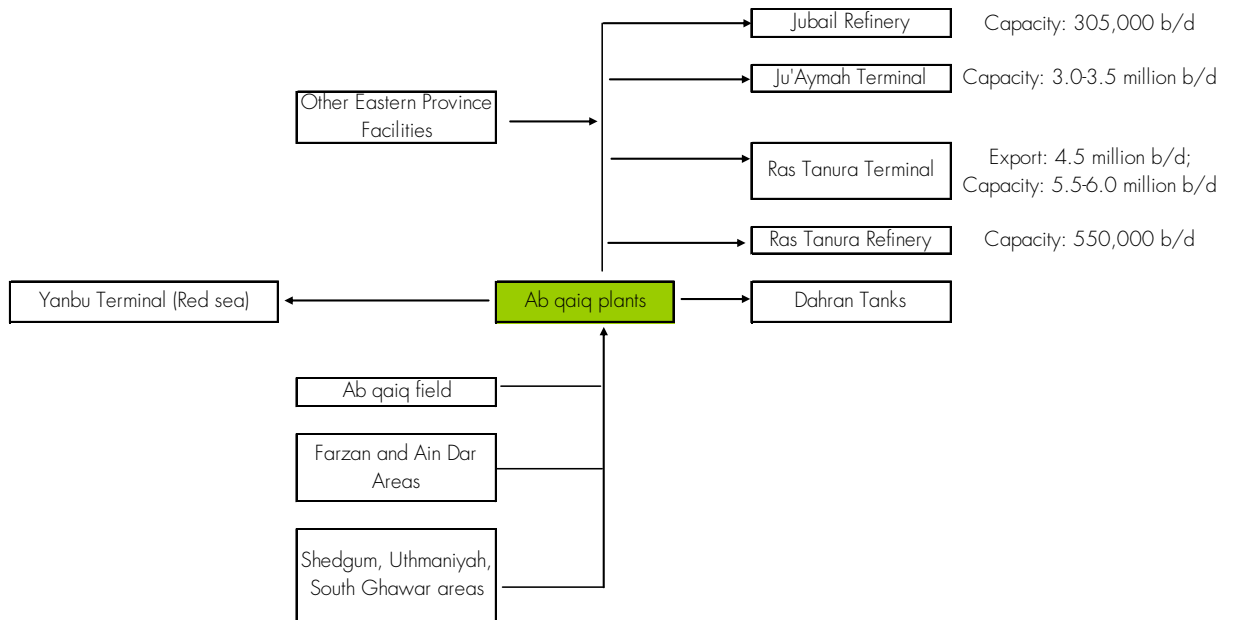 Jubail Refinery
Capacity: 305,000 b/d
Ju'Aymah Terminal
Capacity: 3.0-3.5 million b/d
Other Eastern Province
Facilities
Ras Tanura Terminal
Export: 4.5 million b/d;
Capacity: 5.5-6.0 million b/d
Ras Tanura Refinery
Capacity: 550,000 b/d
Yanbu Terminal (Red sea)
Ab qaiq plants
Dahran Tanks
Ab qaiq field
Farzan and Ain Dar
Areas
Shedgum, Uthmaniyah,
South Ghawar areas